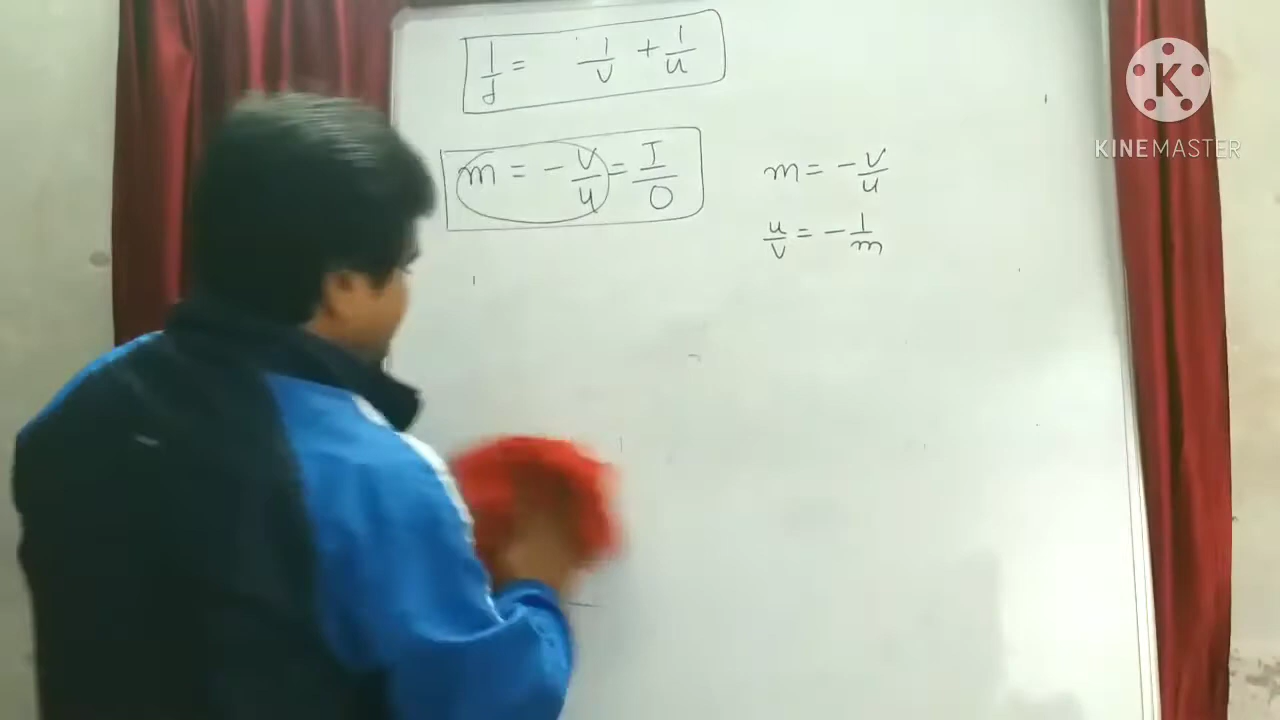 1/f = 1/v + 1/u
m = -v/u = I/O
m = -v/u
u/v = -1/m
K
KINEMASTER